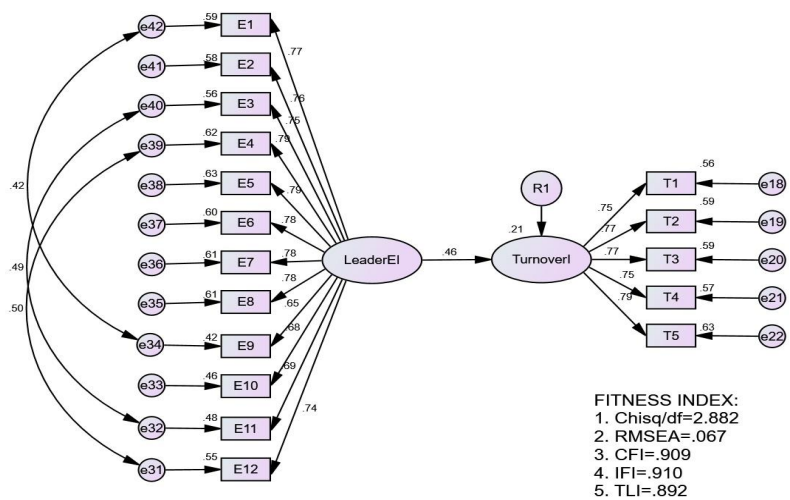 e42 .59 E1
.77
e41 .58 E2
.76
e40 .56 E3
.75
e39 .62 E4
.79
e38 .63 E5
.79
e37 .60 E6
.78
e36 .61 E7
.78
e35 .61 E8
.78
e34 .42 E9
.65
e33 .46 E10
.68
e32 .48 E11
.69
e31 .55 E12
.74
.42
.49
.50
LeaderEI
.46
R1
.21
TurnoverI
.75
T1 .56 e18
.77
T2 .59 e19
.77
T3 .59 e20
.75
T4 .57 e21
.79
T5 .63 e22
FITNESS INDEX:
1. Chisq/df=2.882
2. RMSEA=.067
3. CFI=.909
4. IFI=.910
5. TLI=.892